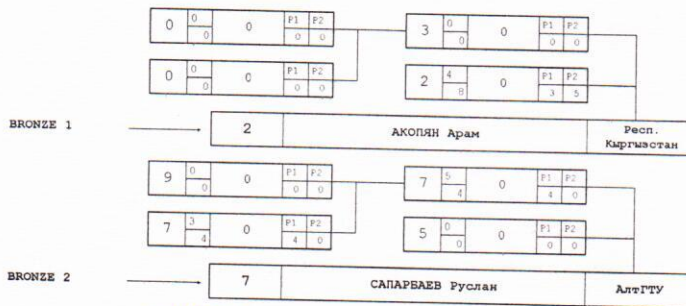 0 0 0 0 P1 P2 0 0
3 0 0 0 P1 P2 0 0
0 0 0 0 P1 P2 0 0
2 4 8 0 P1 P2 3 5
BRONZE 1 2 АКОПЯН Арам Респ. Кыргызстан
9 0 0 0 P1 P2 0 0
7 5 4 0 P1 P2 4 0
7 3 4 0 P1 P2 4 0
5 0 0 0 P1 P2 0 0
BRONZE 2 7 САПАРБАЕВ Руслан АлтГТУ